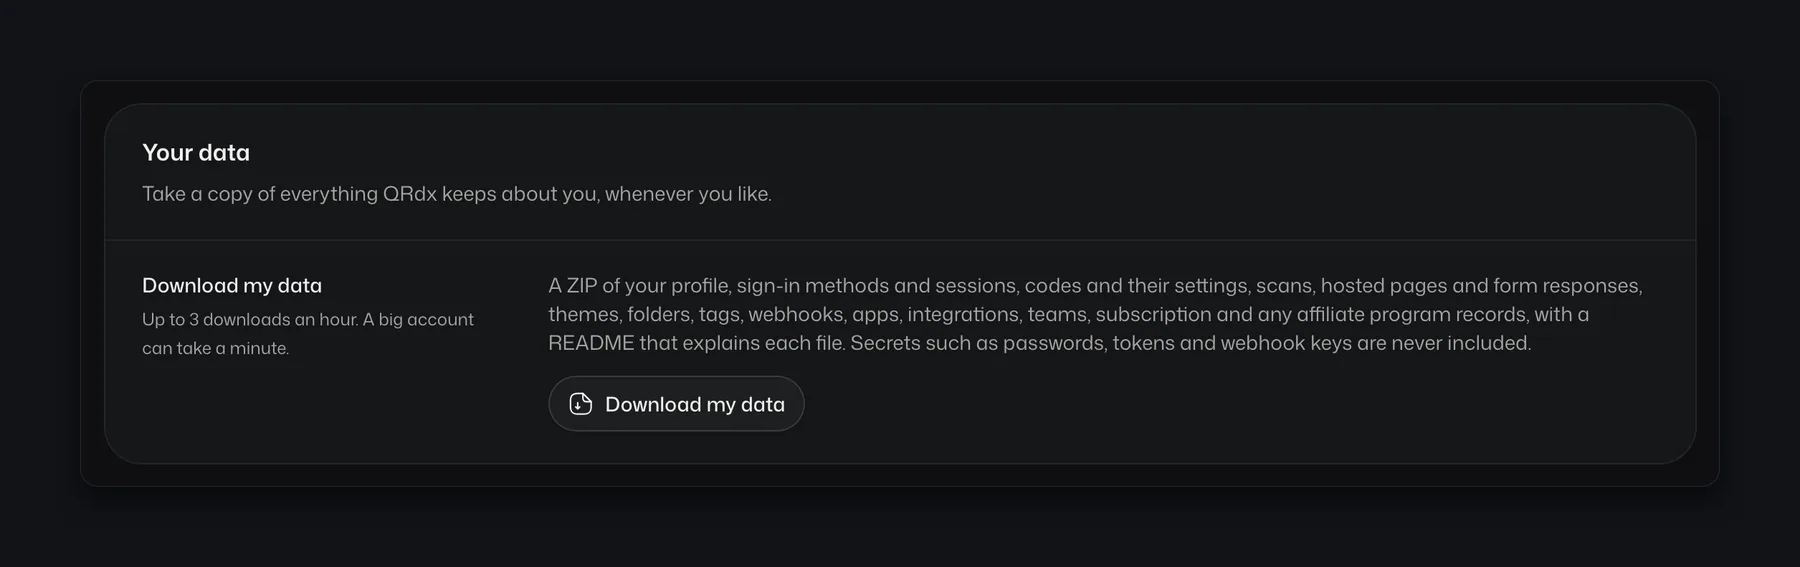 Your data
Take a copy of everything QRdx keeps about you, whenever you like.
Download my data
Up to 3 downloads an hour. A big account
can take a minute.
A ZIP of your profile, sign-in methods and sessions, codes and their settings, scans, hosted pages and form responses,
themes, folders, tags, webhooks, apps, integrations, teams, subscription and any affiliate program records, with a
README that explains each file. Secrets such as passwords, tokens and webhook keys are never included.
Download my data